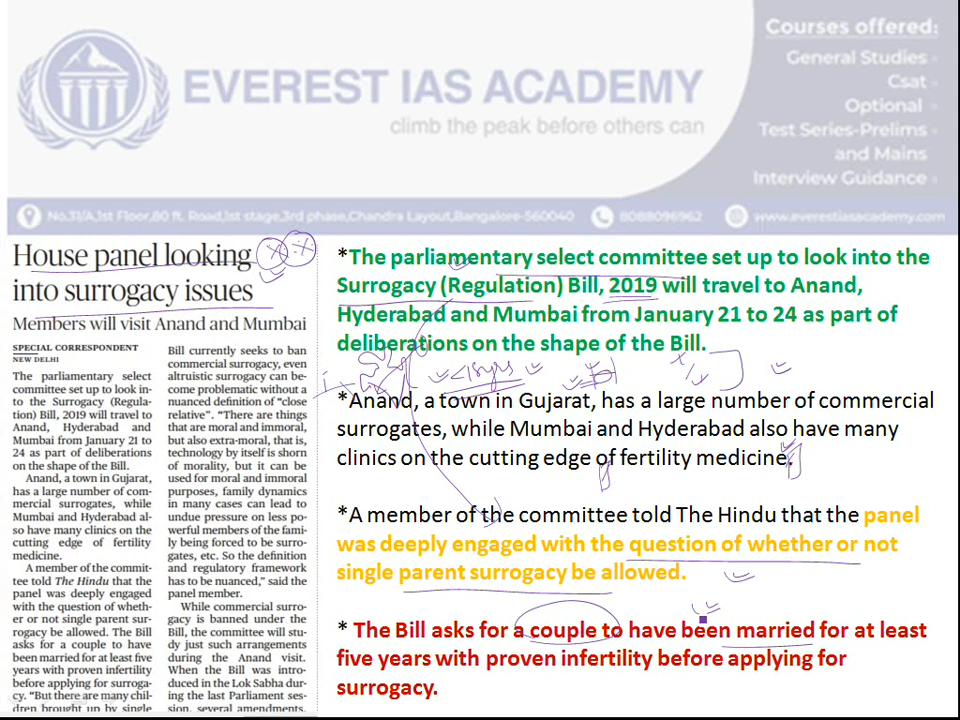 Courses offered:
General Studies
Csat
Optional
Test Series-Prelims
and Mains
Interview Guidance
EVEREST IAS ACADEMY
climb the peak before others can
No.31/A,1st Floor,80 ft. Road,1st stage,3rd phase,Chandra Layout,Bangalore-560040
8088096962
www.everestiasacademy.com
House panel looking
into surrogacy issues
Members will visit Anand and Mumbai
SPECIAL CORRESPONDENT
NEW DELHI
The parliamentary select
committee set up to look in-
to the Surrogacy (Regula-
tion) Bill, 2019 will travel to
Anand, Hyderabad and
Mumbai from January 21 to
24 as part of deliberations
on the shape of the Bill.
Anand, a town in Gujarat,
has a large number of com-
mercial surrogates, while
Mumbai and Hyderabad al-
so have many clinics on the
cutting edge of fertility
medicine.
A member of the commit-
tee told The Hindu that the
panel was deeply engaged
with the question of wheth-
er or not single parent sur-
rogacy be allowed. The Bill
asks for a couple to have
been married for at least five
years with proven infertility
before applying for surroga-
cy. “But there are many chil-
dren brought up by single
Bill currently seeks to ban
commercial surrogacy, even
altruistic surrogacy can be-
come problematic without a
nuanced definition of “close
relative”. “There are things
that are moral and immoral,
but also extra-moral, that is,
technology by itself is shorn
of morality, but it can be
used for moral and immoral
purposes, family dynamics
in many cases can lead to
undue pressure on less po-
werful members of the fami-
ly being forced to be surro-
gates, etc. So the definition
and regulatory framework
has to be nuanced,” said the
panel member.
While commercial surro-
gacy is banned under the
Bill, the committee will stu-
dy just such arrangements
during the Anand visit.
When the Bill was intro-
duced in the Lok Sabha dur-
ing the last Parliament ses-
sion, several amendments,
*The parliamentary select committee set up to look into the
Surrogacy (Regulation) Bill, 2019 will travel to Anand,
Hyderabad and Mumbai from January 21 to 24 as part of
deliberations on the shape of the Bill.
*Anand, a town in Gujarat, has a large number of commercial
surrogates, while Mumbai and Hyderabad also have many
clinics on the cutting edge of fertility medicine.
*A member of the committee told The Hindu that the panel
was deeply engaged with the question of whether or not
single parent surrogacy be allowed.
* The Bill asks for a couple to have been married for at least
five years with proven infertility before applying for
surrogacy.